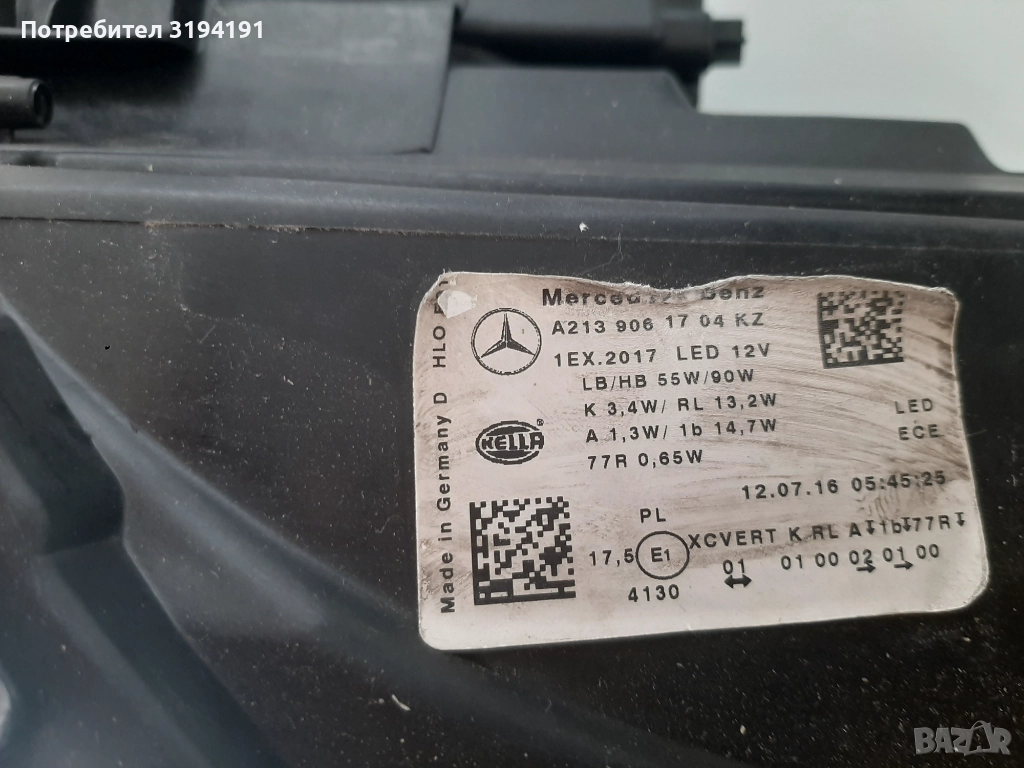 Потребител 3194191
Benz
A213 906 17 04 KZ
1EX.2017 LED 12V
LB/HB 55W/90W
K 3,4W/ RL 13,2W
A 1,3W/ 1b 14,7W
77R 0,65W
LED
ECE
HELLA
Made in Germany D HLO
12.07.16 05:45:25
PL
17,5 E1 XCVERT K RL A 1b 77R
01 01 00 02 01 00
4130
BAZAR